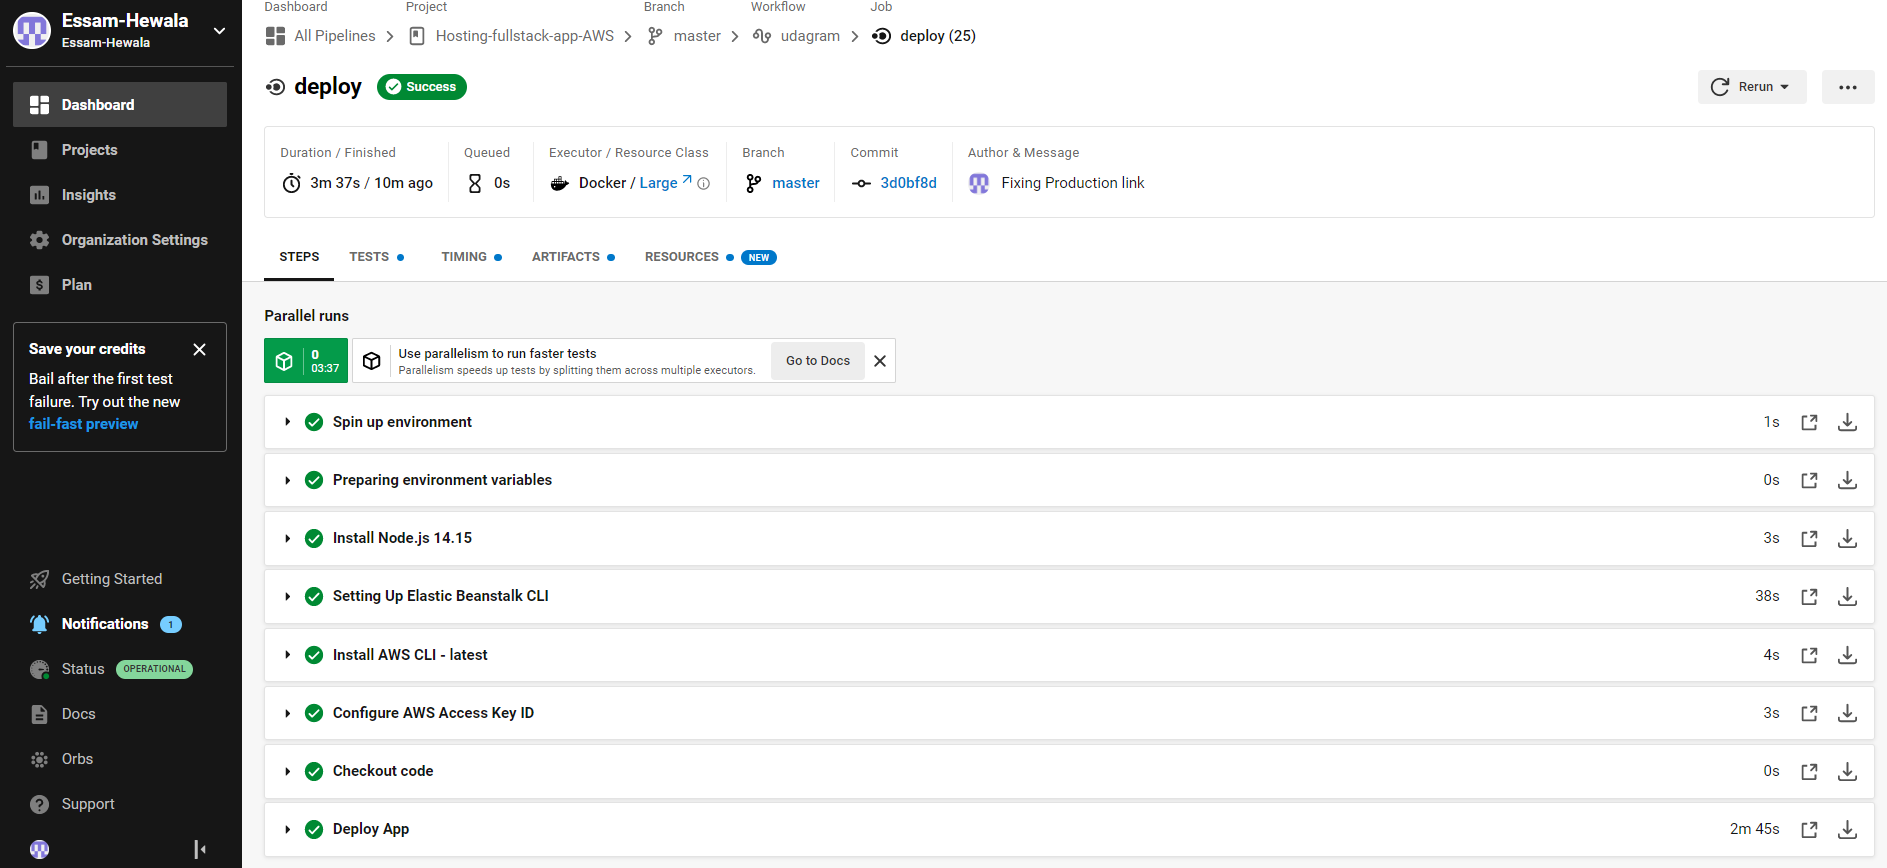 Essam-Hewala
Essam-Hewala
Dashboard
Projects
Insights
Organization Settings
Plan
Save your credits
Bail after the first test
failure. Try out the new
fail-fast preview
Getting Started
Notifications 1
Status OPERATIONAL
Docs
Orbs
Support
Dashboard Project Branch Workflow Job
All Pipelines Hosting-fullstack-app-AWS master udagram deploy (25)
deploy Success
Rerun
Duration / Finished Queued Executor / Resource Class Branch Commit Author & Message
3m 37s / 10m ago 0s Docker / Large master 3d0bf8d Fixing Production link
STEPS TESTS TIMING ARTIFACTS RESOURCES NEW
Parallel runs
0
03:37
Use parallelism to run faster tests
Parallelism speeds up tests by splitting them across multiple executors.
Go to Docs
Spin up environment 1s
Preparing environment variables 0s
Install Node.js 14.15 3s
Setting Up Elastic Beanstalk CLI 38s
Install AWS CLI - latest 4s
Configure AWS Access Key ID 3s
Checkout code 0s
Deploy App 2m 45s